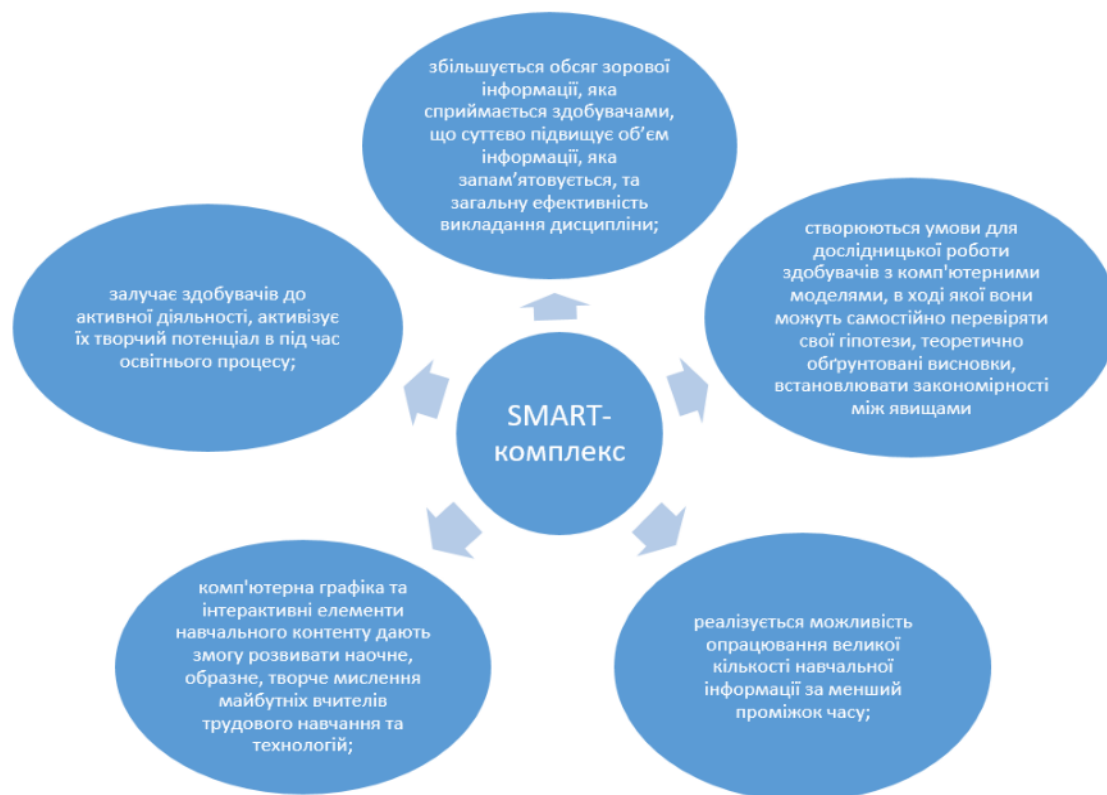 збільшується обсяг зорової
інформації, яка
сприймається здобувачами,
що суттєво підвищує об’єм
інформації, яка
запам’ятовується, та
загальну ефективність
викладання дисципліни;
створюються умови для
дослідницької роботи
здобувачів з комп'ютерними
моделями, в ході якої вони
можуть самостійно перевіряти
свої гіпотези, теоретично
обґрунтовані висновки,
встановлювати закономірності
між явищами
залучає здобувачів до
активної діяльності, активізує
їх творчий потенціал в під час
освітнього процесу;
SMART-
комплекс
комп'ютерна графіка та
інтерактивні елементи
навчального контенту дають
змогу розвивати наочне,
образне, творче мислення
майбутніх вчителів
трудового навчання та
технологій;
реалізується можливість
опрацювання великої
кількості навчальної
інформації за менший
проміжок часу;